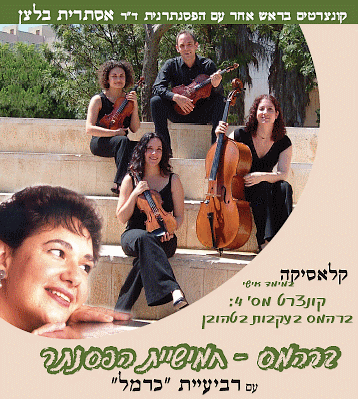 קונצרטים בראש אחר עם הפסנתרנית ד"ר אסתרית בלצן
קלאסיקה
במימד אישי
קונצרט מס' 4:
ברהמס בעקבות בטהובן
ברהמס - חמישיית הפסנתר
עם רביעיית "כרמל"